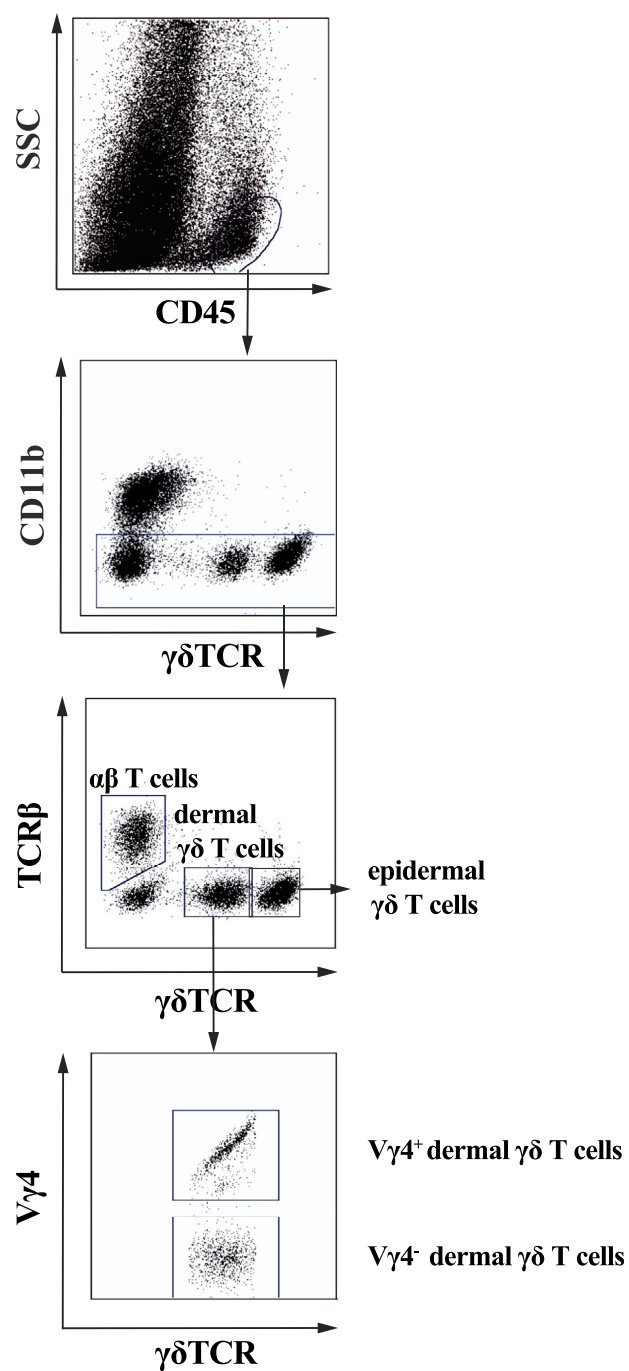 SSC
CD45
CD11b
γδTCR
TCRβ
αβ T cells
dermal
γδ T cells
epidermal
γδ T cells
γδTCR
Vγ4
Vγ4⁺ dermal γδ T cells
Vγ4⁻ dermal γδ T cells
γδTCR